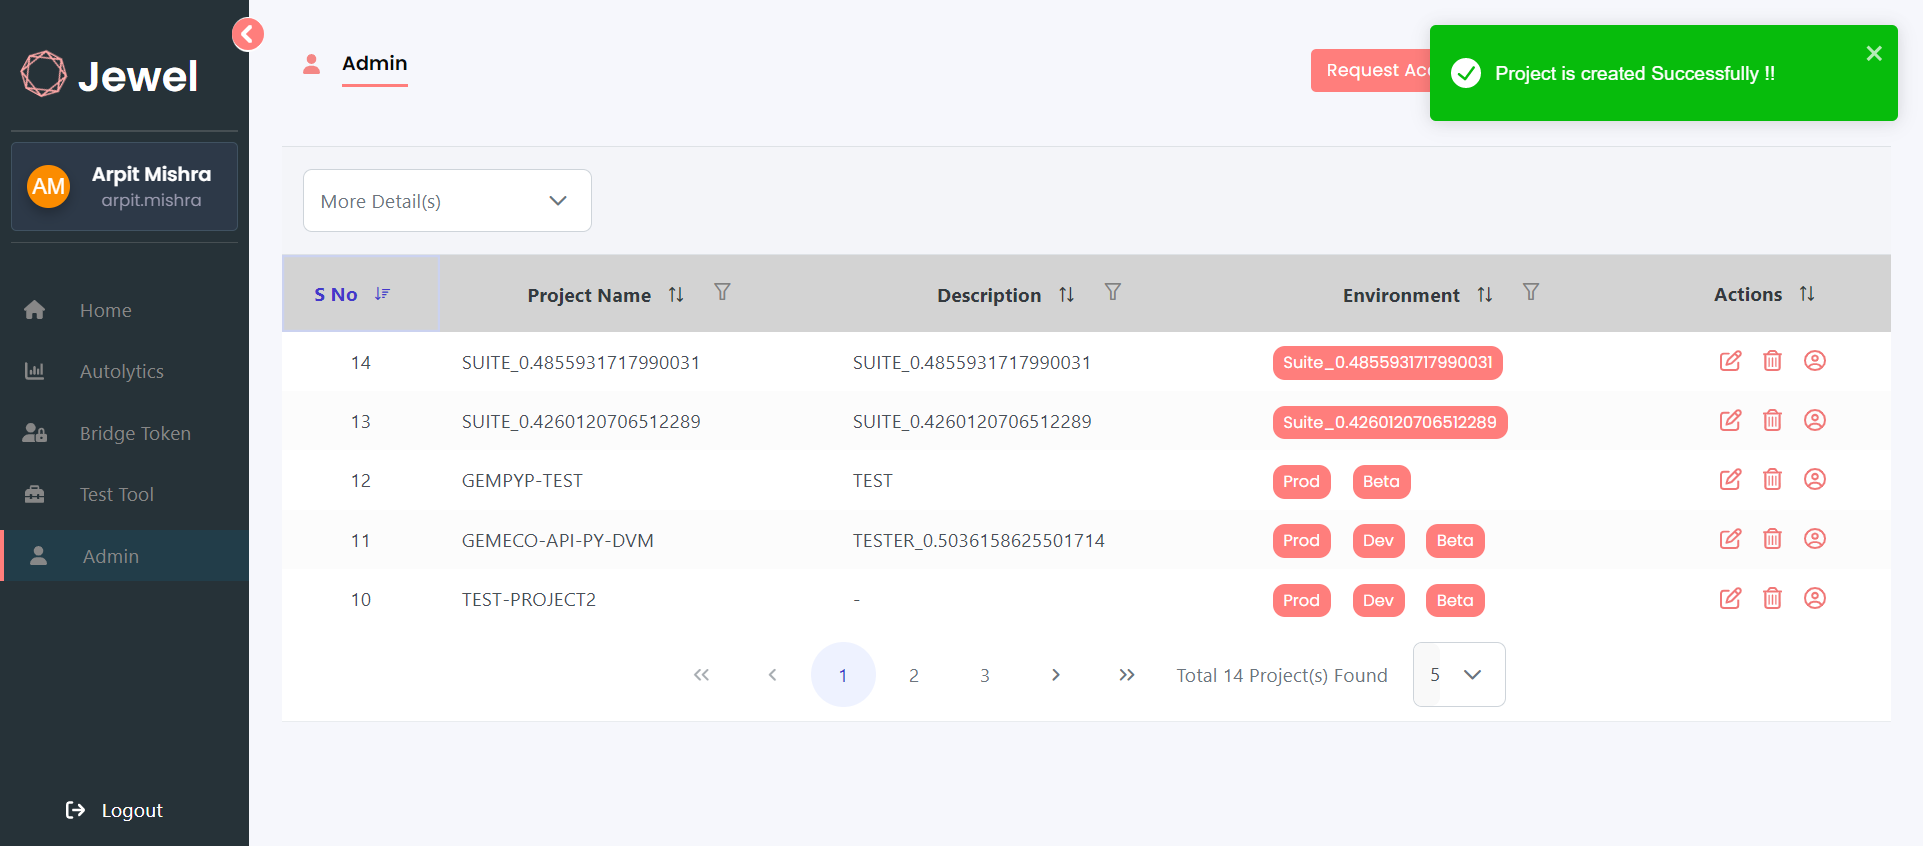 Jewel
AM
Arpit Mishra
arpit.mishra
Home
Autolytics
Bridge Token
Test Tool
Admin
Logout
Admin
Request
Project is created Successfully !!
More Detail(s)
S No Project Name Description Environment Actions
14 SUITE_0.4855931717990031 SUITE_0.4855931717990031 Suite_0.4855931717990031
13 SUITE_0.4260120706512289 SUITE_0.4260120706512289 Suite_0.4260120706512289
12 GEMPYP-TEST TEST Prod Beta
11 GEMECO-API-PY-DVM TESTER_0.5036158625501714 Prod Dev Beta
10 TEST-PROJECT2 - Prod Dev Beta
1 2 3 Total 14 Project(s) Found 5